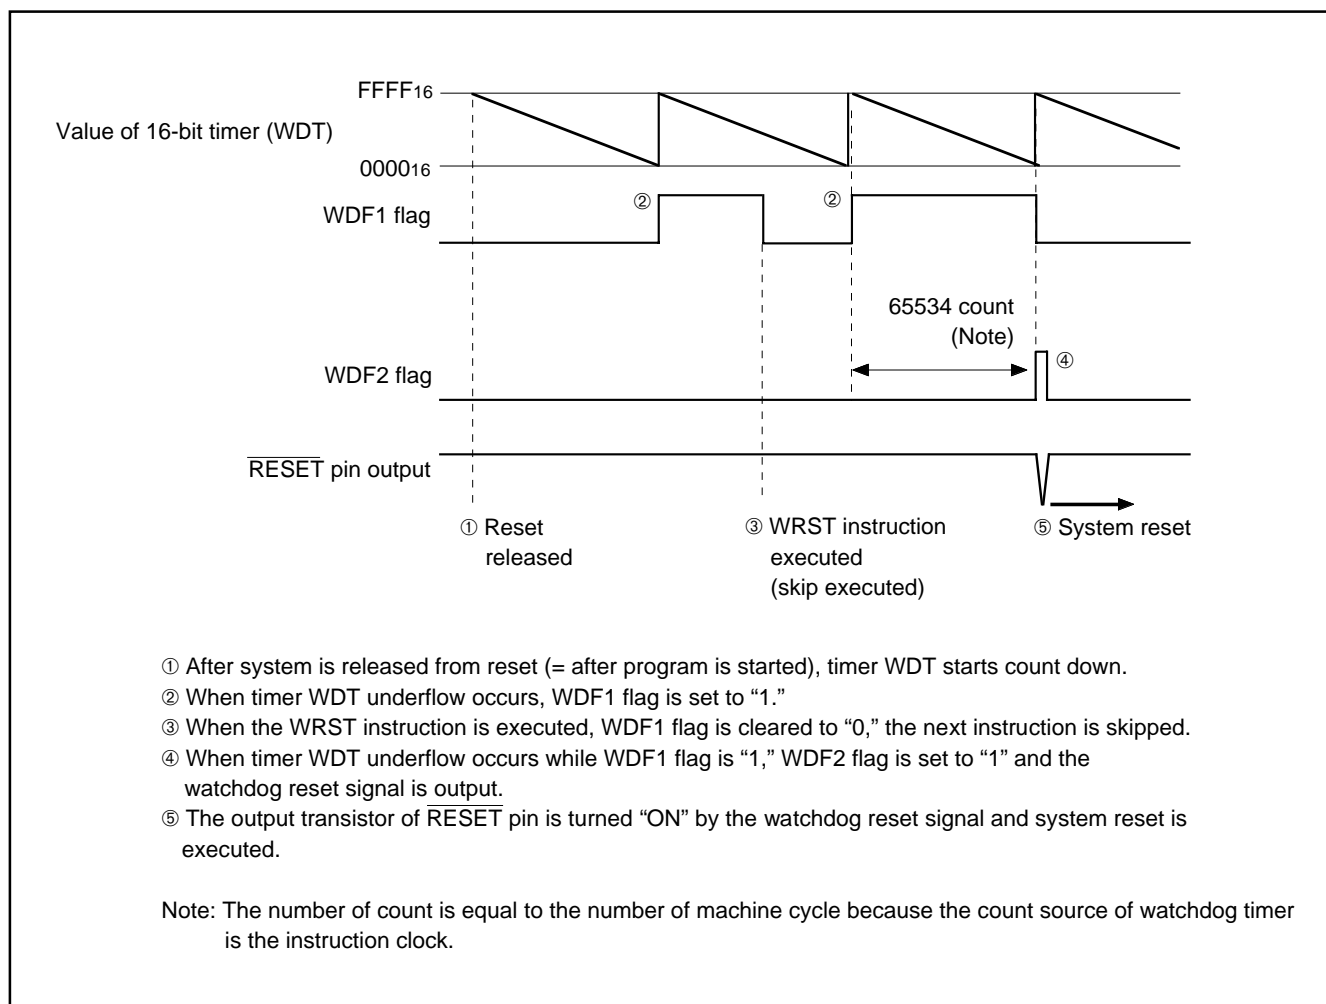 FFFF16
Value of 16-bit timer (WDT)
000016
WDF1 flag
②
②
65534 count
(Note)
WDF2 flag
④
RESET pin output
① Reset
released
③ WRST instruction
executed
(skip executed)
⑤ System reset
① After system is released from reset (= after program is started), timer WDT starts count down.
② When timer WDT underflow occurs, WDF1 flag is set to “1.”
③ When the WRST instruction is executed, WDF1 flag is cleared to “0,” the next instruction is skipped.
④ When timer WDT underflow occurs while WDF1 flag is “1,” WDF2 flag is set to “1” and the
watchdog reset signal is output.
⑤ The output transistor of RESET pin is turned “ON” by the watchdog reset signal and system reset is
executed.
Note: The number of count is equal to the number of machine cycle because the count source of watchdog timer
is the instruction clock.